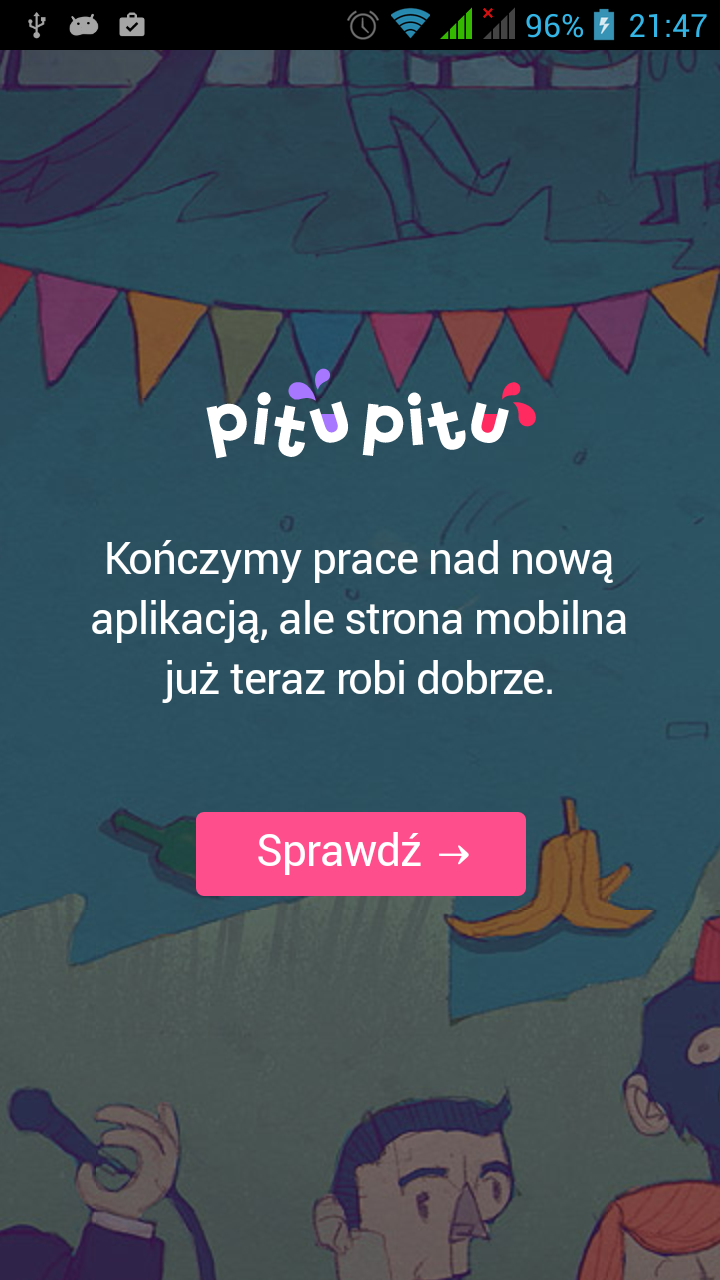 96% 21:47
pitu pitu
Kończymy prace nad nową
aplikacją, ale strona mobilna
już teraz robi dobrze.
Sprawdź →